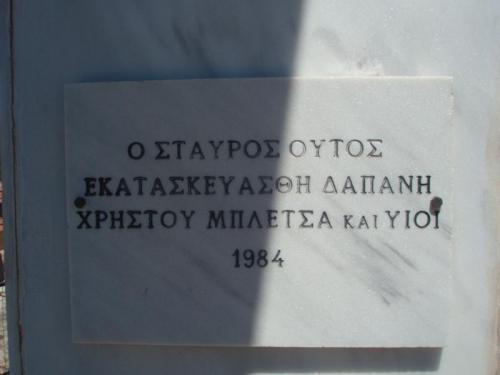 Ο ΣΤΑΥΡΟΣ ΟΥΤΟΣ
ΕΚΑΤΑΣΚΕΥΑΣΘΗ ΔΑΠΑΝΗ
ΧΡΗΣΤΟΥ ΜΠΛΕΤΣΑ ΚΑΙ ΥΙΟΙ
1984